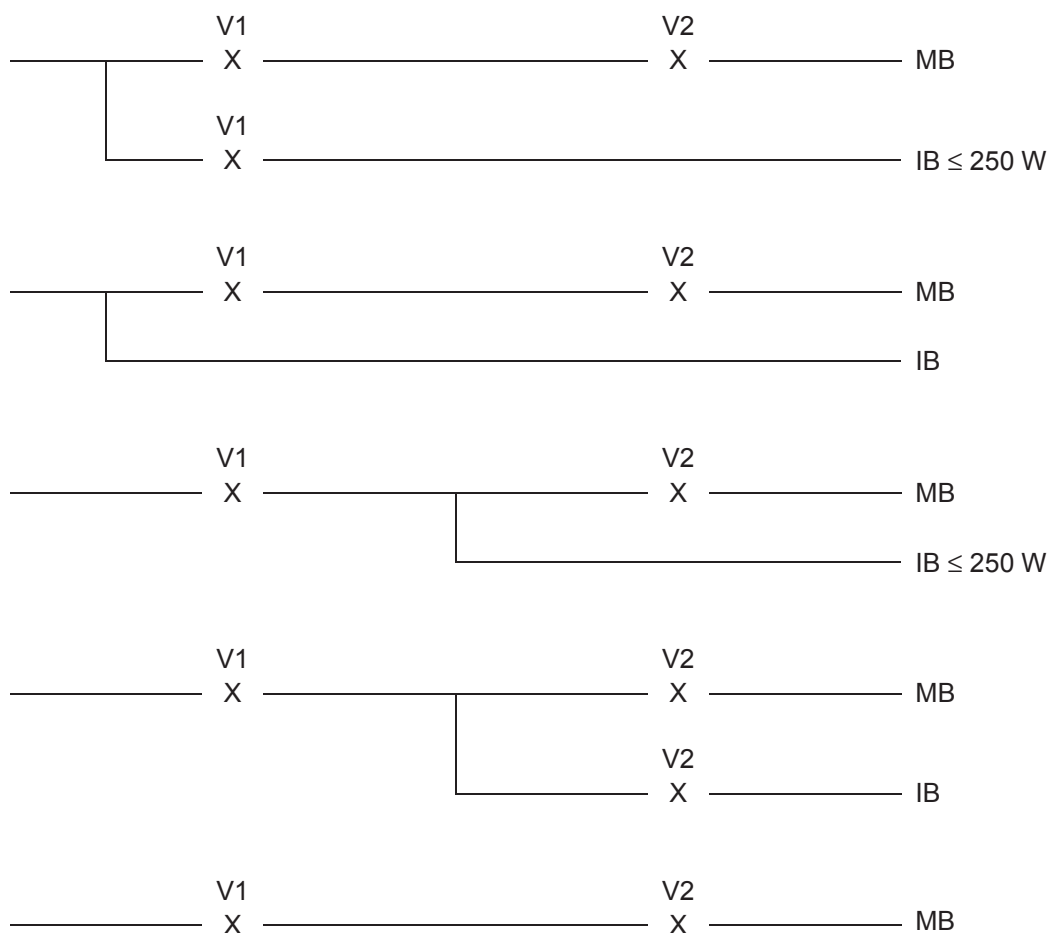 V1 V2
X X MB
V1
X IB ≤ 250 W
V1 V2
X X MB
IB
V1 V2
X X MB
IB ≤ 250 W
V1 V2
X X MB
V2
X IB
V1 V2
X X MB